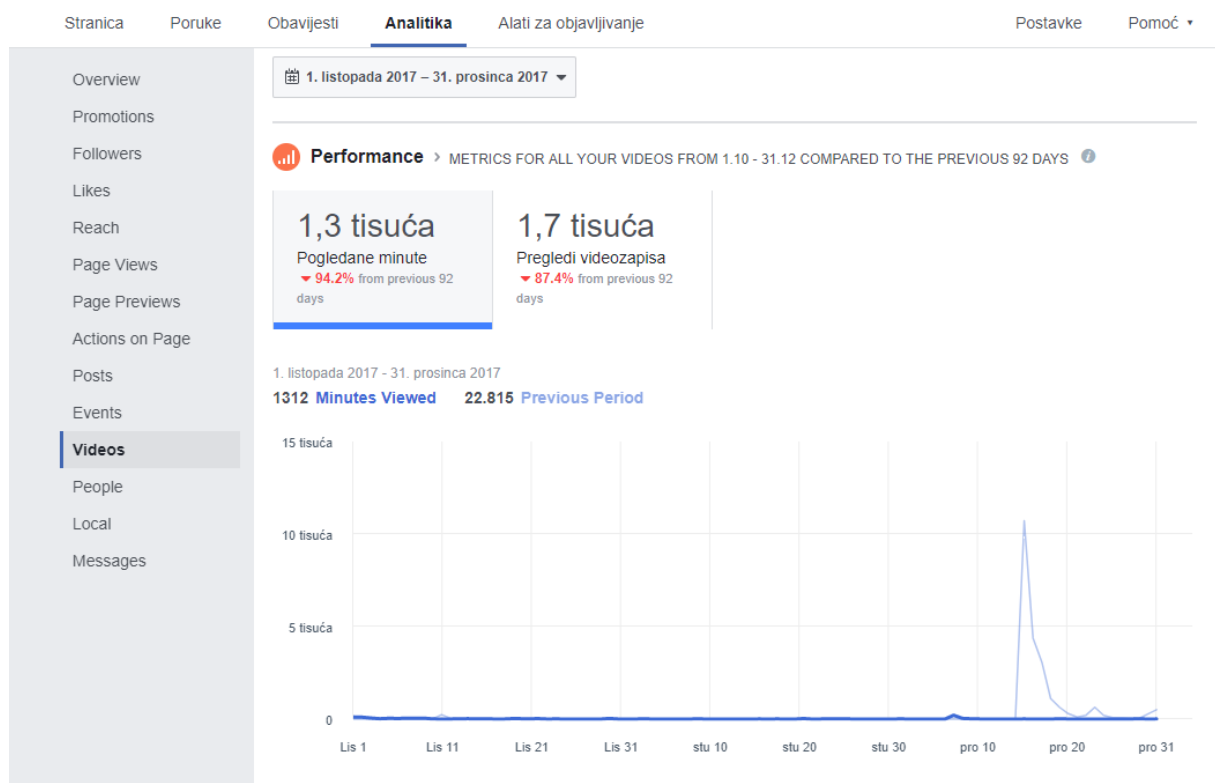 Stranica Poruke Obavijesti Analitika Alati za objavljivanje Postavke Pomoć
Overview
Promotions
Followers
Likes
Reach
Page Views
Page Previews
Actions on Page
Posts
Events
Videos
People
Local
Messages
1. listopada 2017 – 31. prosinca 2017
Performance > METRICS FOR ALL YOUR VIDEOS FROM 1.10 - 31.12 COMPARED TO THE PREVIOUS 92 DAYS
1,3 tisuća
Pogledane minute
94.2% from previous 92
days
1,7 tisuća
Pregledi videozapisa
87.4% from previous 92
days
1. listopada 2017 - 31. prosinca 2017
1312 Minutes Viewed 22.815 Previous Period
15 tisuća
10 tisuća
5 tisuća
0
Lis 1 Lis 11 Lis 21 Lis 31 stu 10 stu 20 stu 30 pro 10 pro 20 pro 31